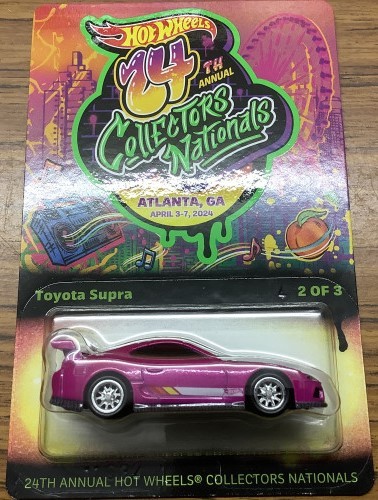 HOT WHEELS
24TH
ANNUAL
COLLECTORS
Nationals
ATLANTA, GA
APRIL 3-7, 2024
Toyota Supra
2 OF 3
24TH ANNUAL HOT WHEELS® COLLECTORS NATIONALS